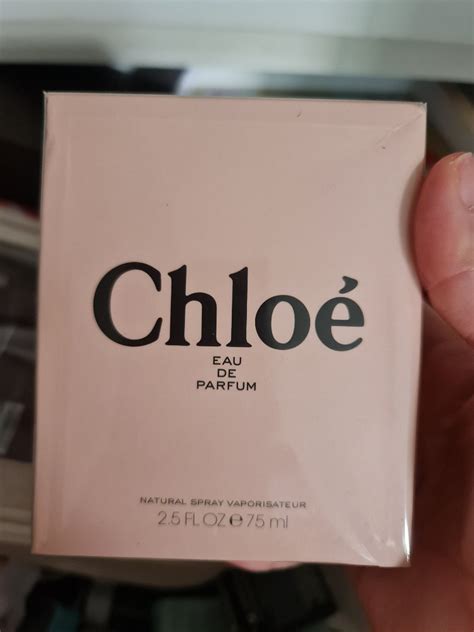 Chloé
EAU
DE
PARFUM
NATURAL SPRAY VAPORISATEUR
2.5 FL OZ ℮ 75 ml